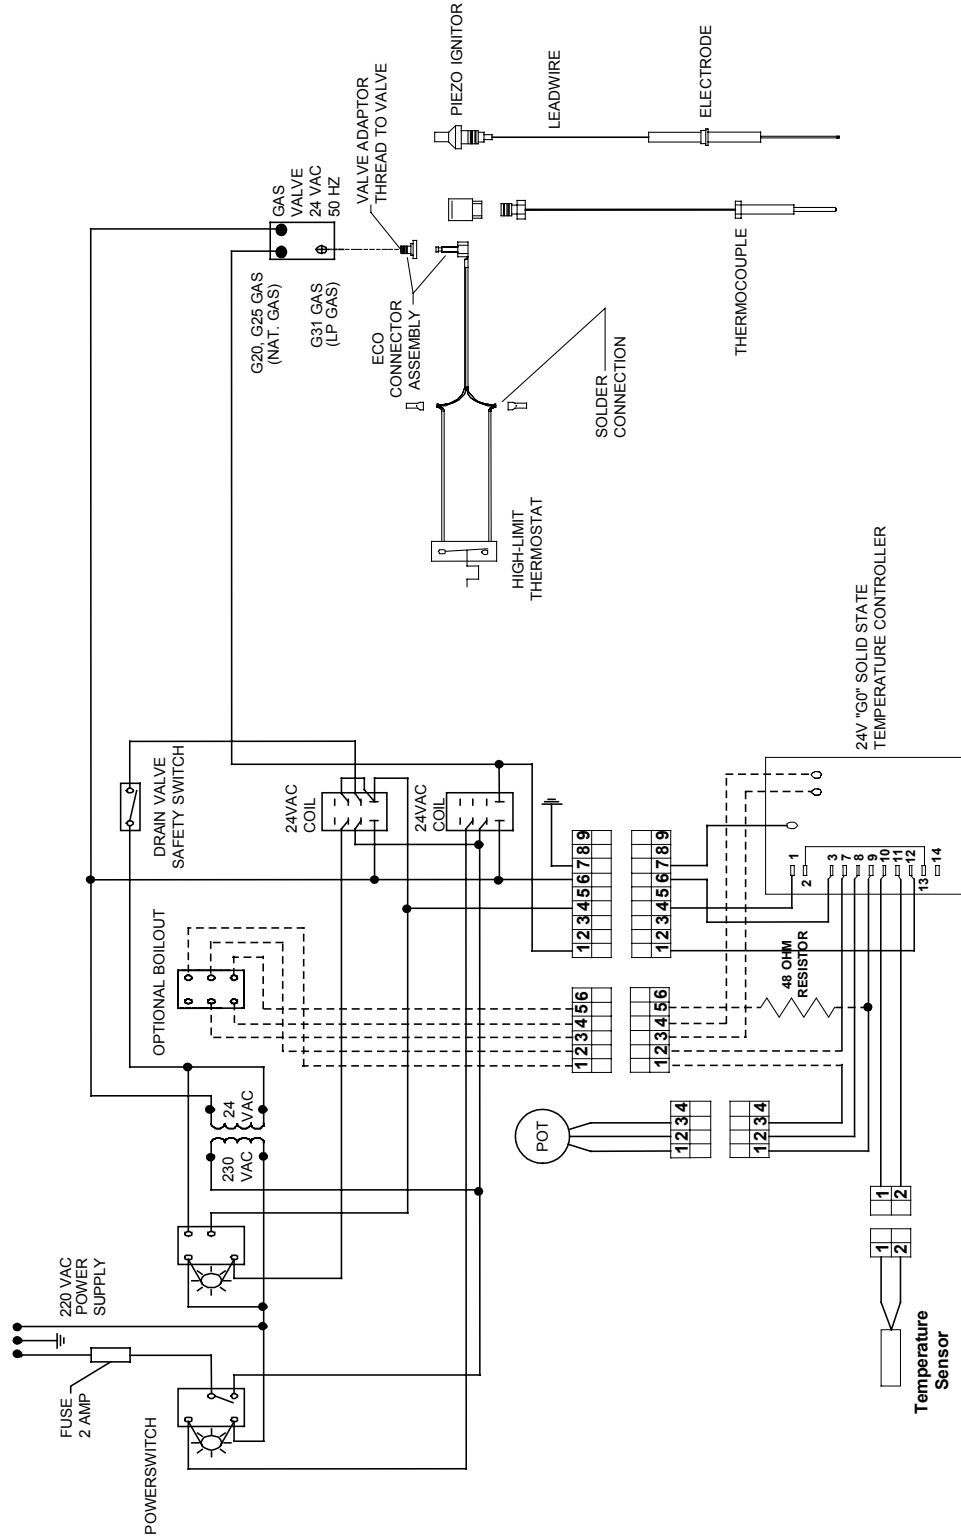 PIEZO IGNITOR
LEADWIRE
ELECTRODE
VALVE ADAPTOR
THREAD TO VALVE
THERMOCOUPLE
GAS
VALVE
24 VAC
50 HZ
G20, G25 GAS
(NAT. GAS)
G31 GAS
(LP GAS)
ECO
CONNECTOR
ASSEMBLY
SOLDER
CONNECTION
HIGH-LIMIT
THERMOSTAT
DRAIN VALVE
SAFETY SWITCH
24VAC
COIL
24VAC
COIL
24V "G0" SOLID STATE
TEMPERATURE CONTROLLER
OPTIONAL BOILOUT
1 2 3 4 5 6 7 8 9
1 2 3 4 5 6 7 8 9
1
2
3
7
8
9
10
11
12
13
14
48 OHM
RESISTOR
1 2 3 4 5 6
1 2 3 4 5 6
24
VAC
230
VAC
POT
1 2 3 4
1 2 3 4
220 VAC
POWER
SUPPLY
1
2
1
2
FUSE
2 AMP
POWERSWITCH
Temperature
Sensor